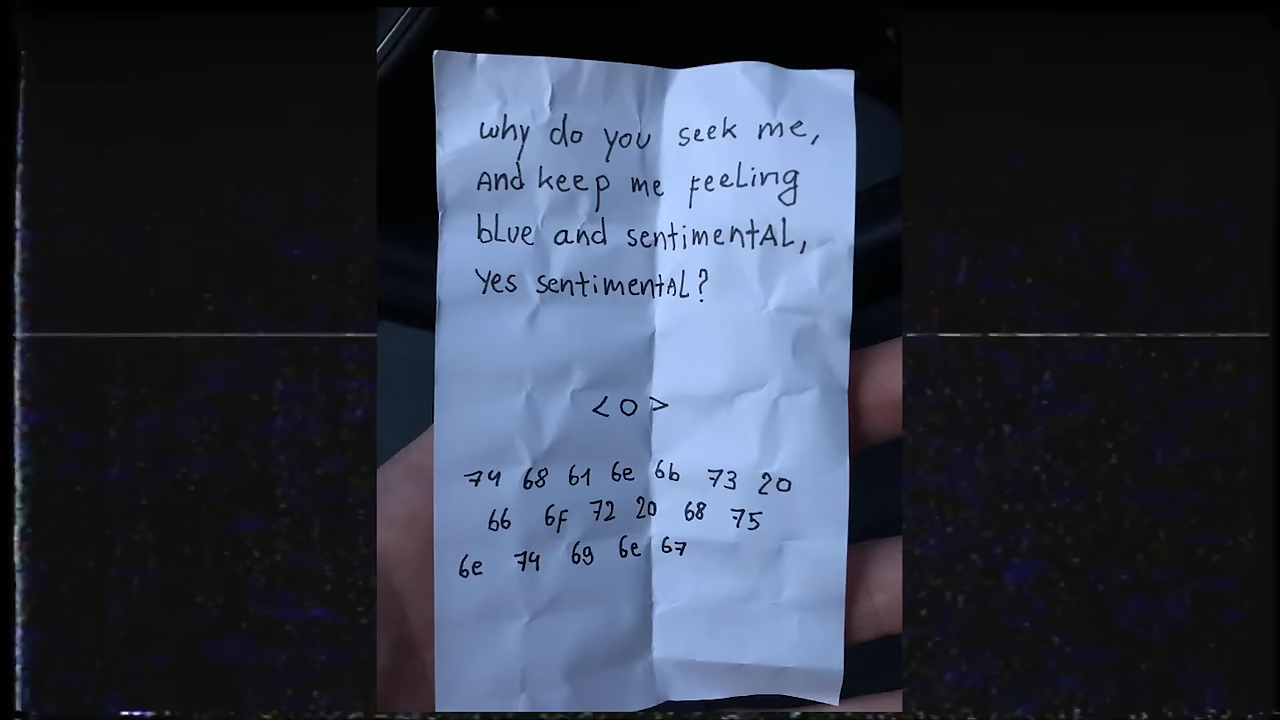 why do you seek me,
And keep me feeling
blue and sentimentAL,
yes sentimentAL?
<0>
74 68 61 6e 6b 73 20
66 6f 72 20 68 75
6e 74 69 6e 67